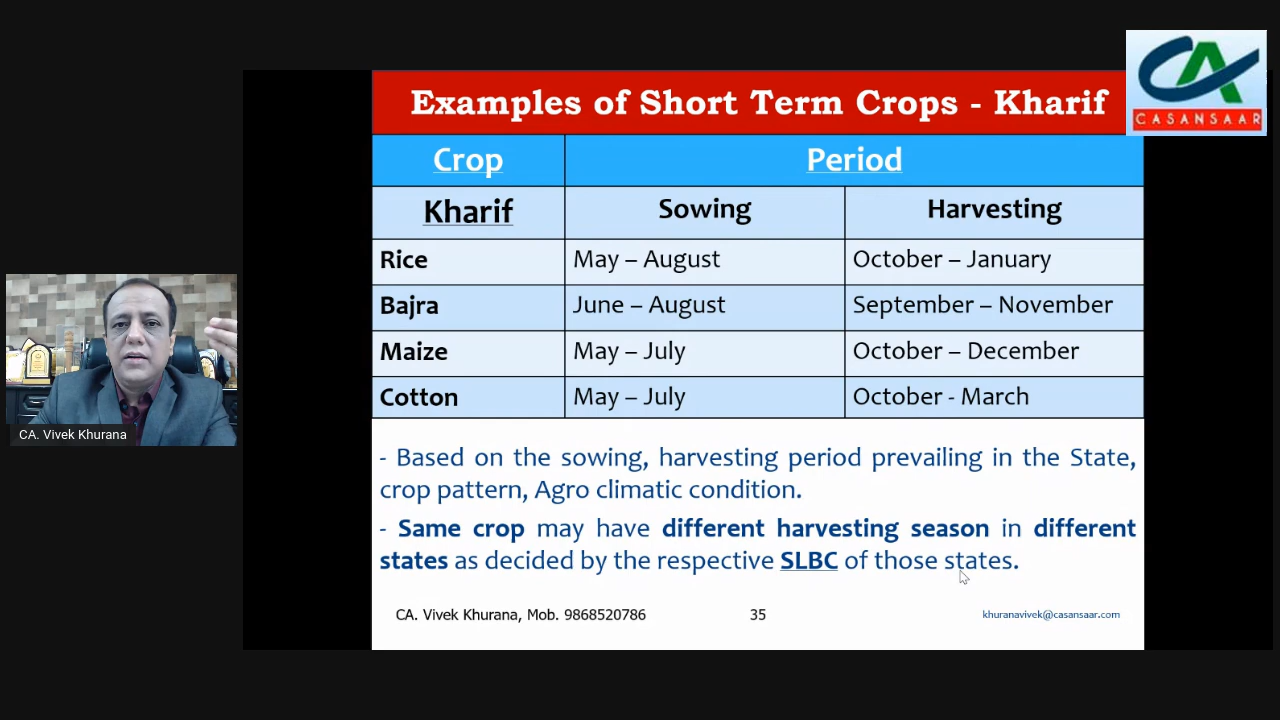 CASANSAAR
Examples of Short Term Crops - Kharif
Crop Period
Kharif Sowing Harvesting
Rice May – August October – January
Bajra June – August September – November
Maize May – July October – December
Cotton May – July October - March
CA. Vivek Khurana
- Based on the sowing, harvesting period prevailing in the State,
crop pattern, Agro climatic condition.
- Same crop may have different harvesting season in different
states as decided by the respective SLBC of those states.
CA. Vivek Khurana, Mob. 9868520786 35 khuranavivek@casansaar.com